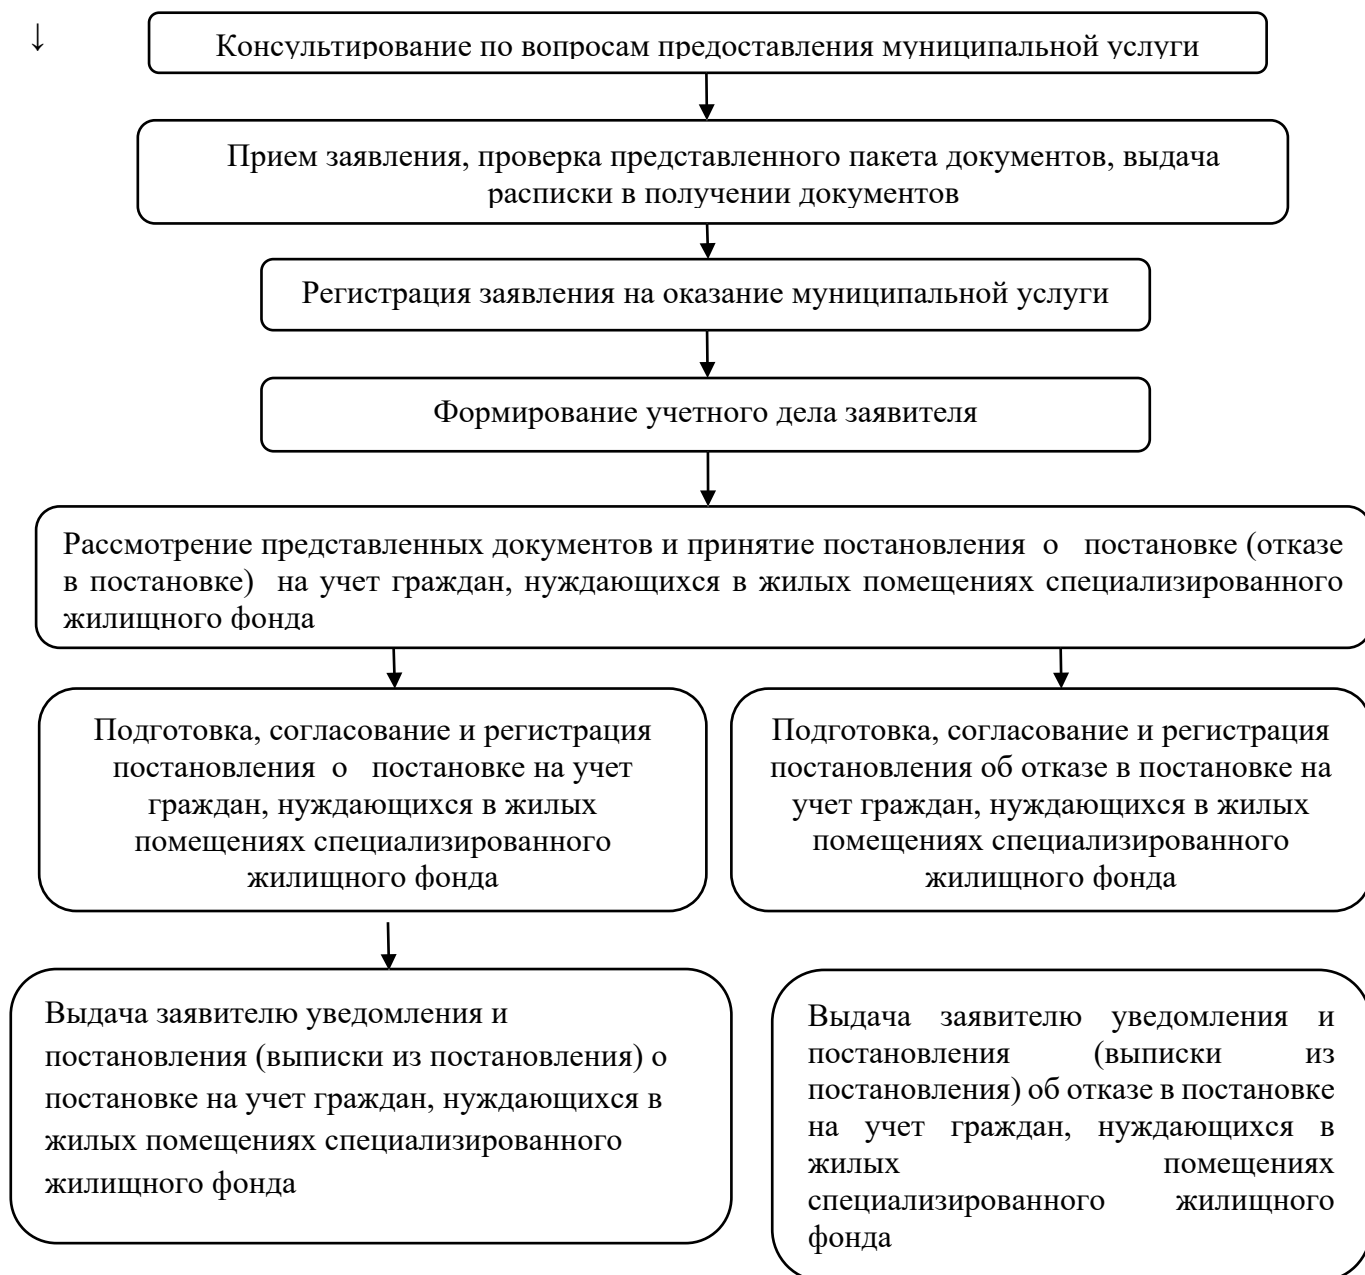 ↓
Консультирование по вопросам предоставления муниципальной услуги
Прием заявления, проверка представленного пакета документов, выдача
расписки в получении документов
Регистрация заявления на оказание муниципальной услуги
Формирование учетного дела заявителя
Рассмотрение представленных документов и принятие постановления о постановке (отказе
в постановке) на учет граждан, нуждающихся в жилых помещениях специализированного
жилищного фонда
Подготовка, согласование и регистрация
постановления о постановке на учет
граждан, нуждающихся в жилых
помещениях специализированного
жилищного фонда
Подготовка, согласование и регистрация
постановления об отказе в постановке на
учет граждан, нуждающихся в жилых
помещениях специализированного
жилищного фонда
Выдача заявителю уведомления и
постановления (выписки из постановления) о
постановке на учет граждан, нуждающихся в
жилых помещениях специализированного
жилищного фонда
Выдача заявителю уведомления и
постановления (выписки из
постановления) об отказе в постановке
на учет граждан, нуждающихся в
жилых помещениях
специализированного жилищного
фонда